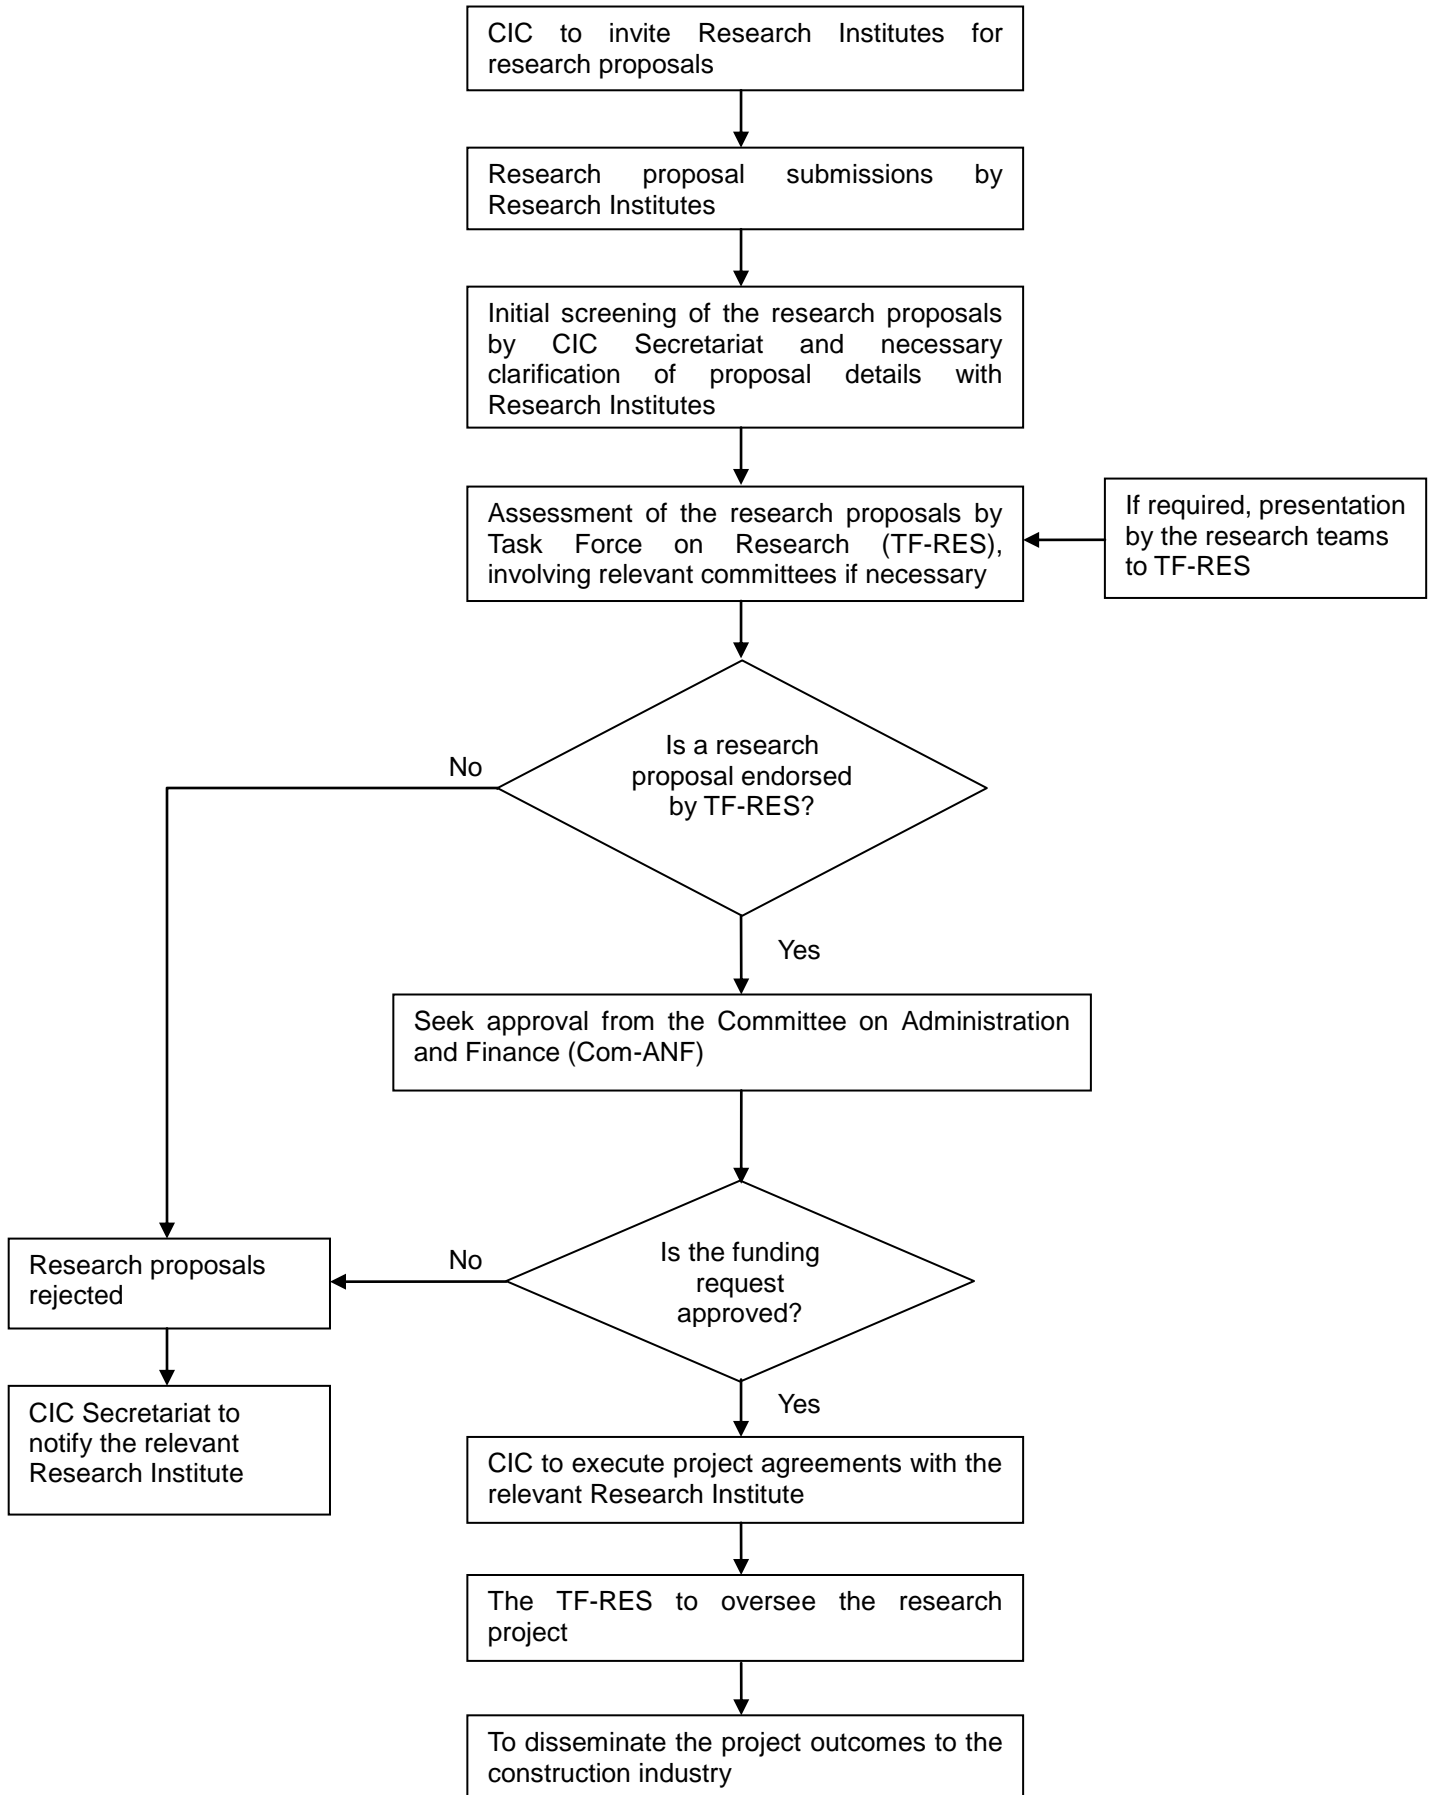 CIC to invite Research Institutes for
research proposals
Research proposal submissions by
Research Institutes
Initial screening of the research proposals
by CIC Secretariat and necessary
clarification of proposal details with
Research Institutes
Assessment of the research proposals by
Task Force on Research (TF-RES),
involving relevant committees if necessary
If required, presentation
by the research teams
to TF-RES
Is a research
proposal endorsed
by TF-RES?
No
Yes
Seek approval from the Committee on Administration
and Finance (Com-ANF)
Is the funding
request
approved?
No
Research proposals
rejected
CIC Secretariat to
notify the relevant
Research Institute
Yes
CIC to execute project agreements with the
relevant Research Institute
The TF-RES to oversee the research
project
To disseminate the project outcomes to the
construction industry